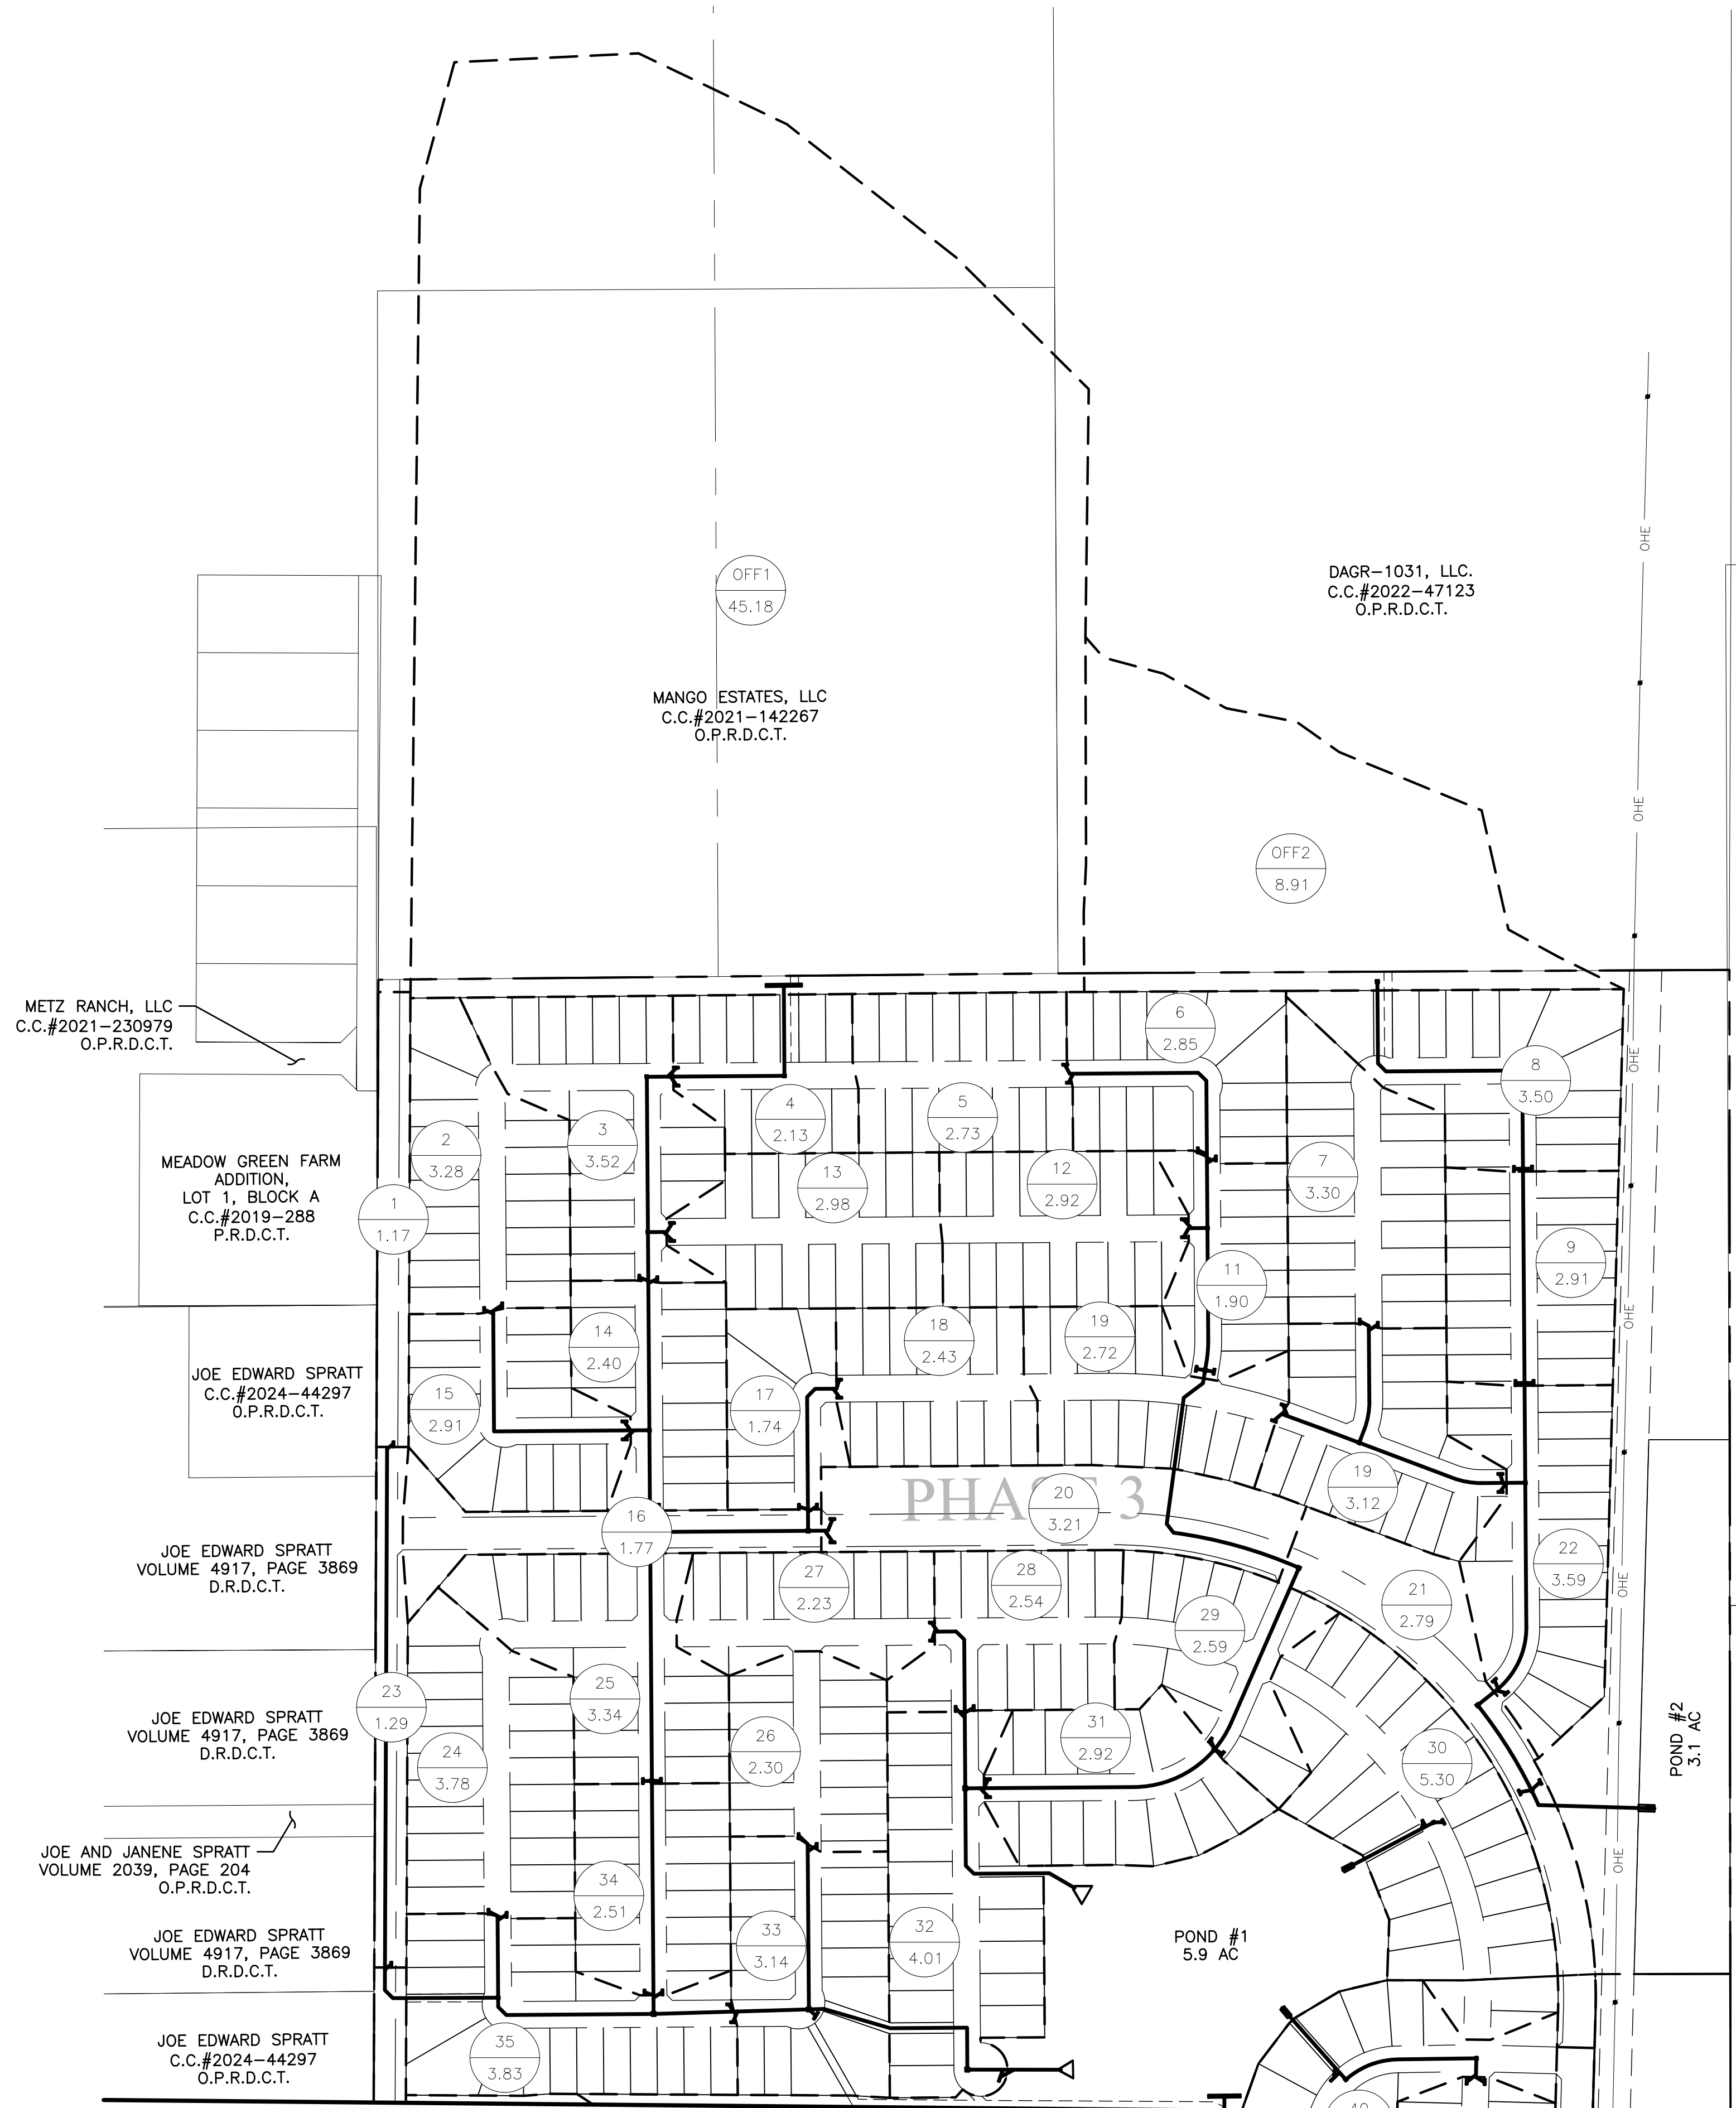 OFF1
45.18
DAGR-1031, LLC.
C.C.#2022-47123
O.P.R.D.C.T.
OHE
MANGO ESTATES, LLC
C.C.#2021-142267
O.P.R.D.C.T.
OHE
OFF2
8.91
METZ RANCH, LLC
C.C.#2021-230979
O.P.R.D.C.T.
6
2.85
OHE
8
3.50
4
2.13
5
2.73
2
3.28
3
3.52
7
3.30
13
2.98
12
2.92
MEADOW GREEN FARM
ADDITION,
LOT 1, BLOCK A
C.C.#2019-288
P.R.D.C.T.
1
1.17
9
2.91
11
1.90
OHE
14
2.40
18
2.43
19
2.72
JOE EDWARD SPRATT
C.C.#2024-44297
O.P.R.D.C.T.
15
2.91
17
1.74
PHASE 3
19
3.12
20
3.21
16
1.77
JOE EDWARD SPRATT
VOLUME 4917, PAGE 3869
D.R.D.C.T.
22
3.59
OHE
27
2.23
28
2.54
21
2.79
29
2.59
23
1.29
25
3.34
JOE EDWARD SPRATT
VOLUME 4917, PAGE 3869
D.R.D.C.T.
24
3.78
26
2.30
31
2.92
30
5.30
POND #2
3.1 AC
OHE
JOE AND JANENE SPRATT
VOLUME 2039, PAGE 204
O.P.R.D.C.T.
34
2.51
33
3.14
32
4.01
POND #1
5.9 AC
JOE EDWARD SPRATT
VOLUME 4917, PAGE 3869
D.R.D.C.T.
35
3.83
JOE EDWARD SPRATT
C.C.#2024-44297
O.P.R.D.C.T.